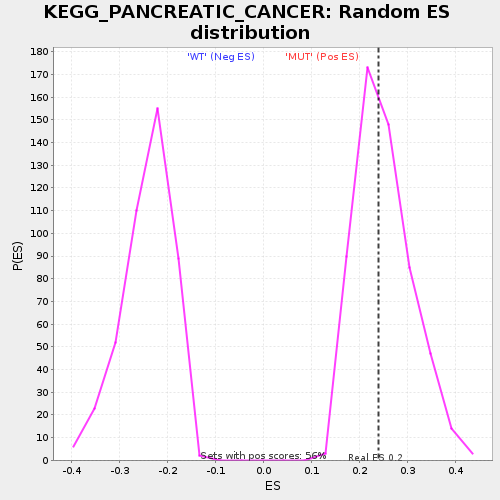 KEGG_PANCREATIC_CANCER: Random ES
distribution
'WT' (Neg ES) 'MUT' (Pos ES)
180
170
160
150
140
130
120
110
100
90
80
70
60
50
40
30
20
10
0
P(ES)
Sets with pos scores: 56%
Real ES 0.2
-0.4 -0.3 -0.2 -0.1 0.0 0.1 0.2 0.3 0.4
ES